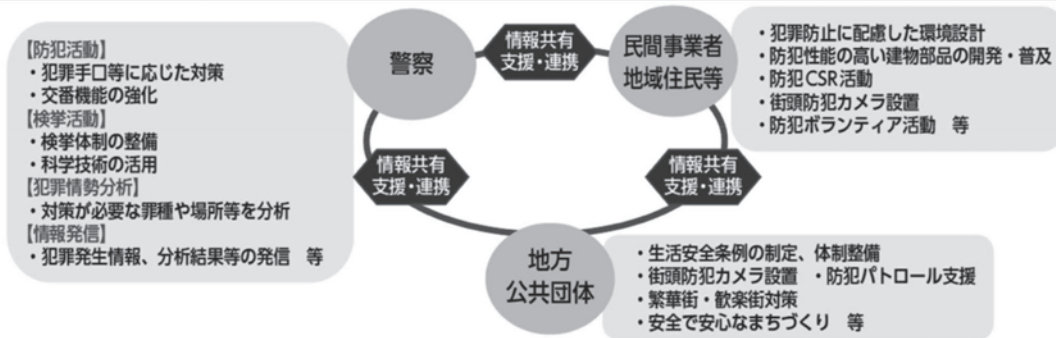 【防犯活動】
・犯罪手口等に応じた対策
・交番機能の強化
【検挙活動】
・検挙体制の整備
・科学技術の活用
【犯罪情勢分析】
・対策が必要な罪種や場所等を分析
【情報発信】
・犯罪発生情報、分析結果等の発信 等
警察
情報共有
支援・連携
民間事業者
地域住民等
・犯罪防止に配慮した環境設計
・防犯性能の高い建物部品の開発・普及
・防犯CSR活動
・街頭防犯カメラ設置
・防犯ボランティア活動 等
情報共有
支援・連携
情報共有
支援・連携
地方
公共団体
・生活安全条例の制定、体制整備
・街頭防犯カメラ設置 ・防犯パトロール支援
・繁華街・歓楽街対策
・安全で安心なまちづくり 等